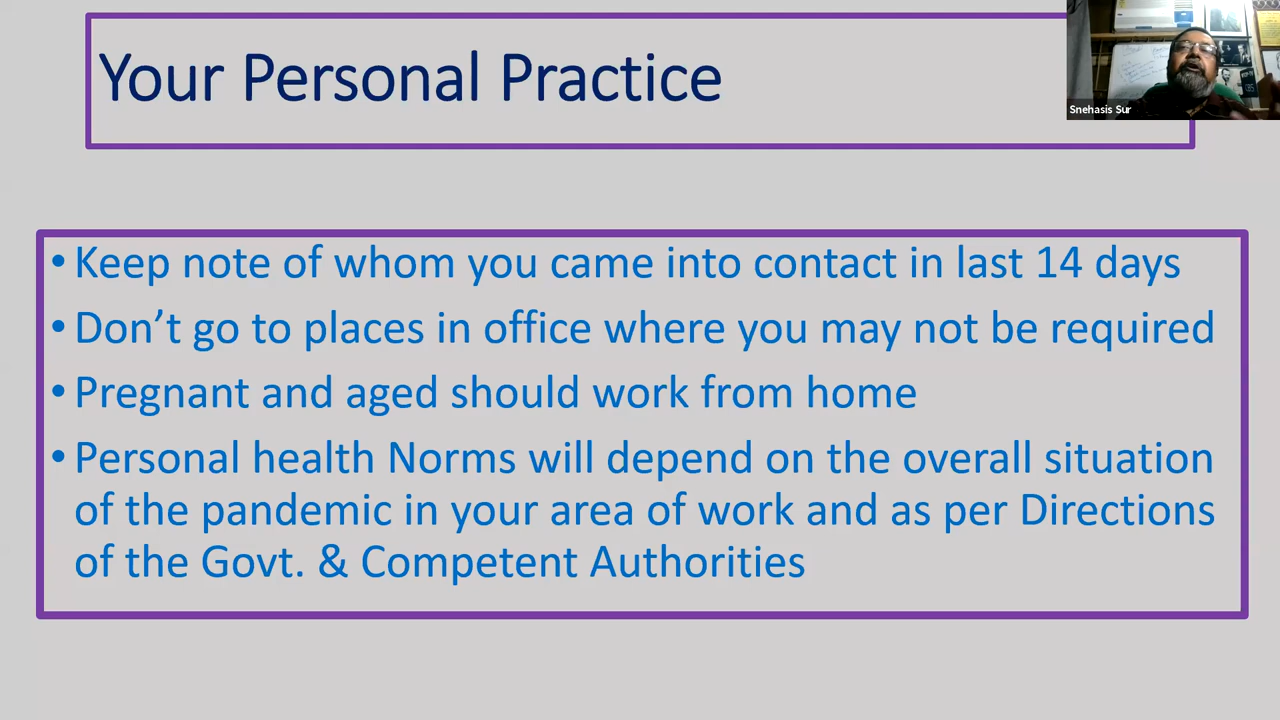 Your Personal Practice
Snehasis Sur
• Keep note of whom you came into contact in last 14 days
• Don’t go to places in office where you may not be required
• Pregnant and aged should work from home
• Personal health Norms will depend on the overall situation
of the pandemic in your area of work and as per Directions
of the Govt. & Competent Authorities